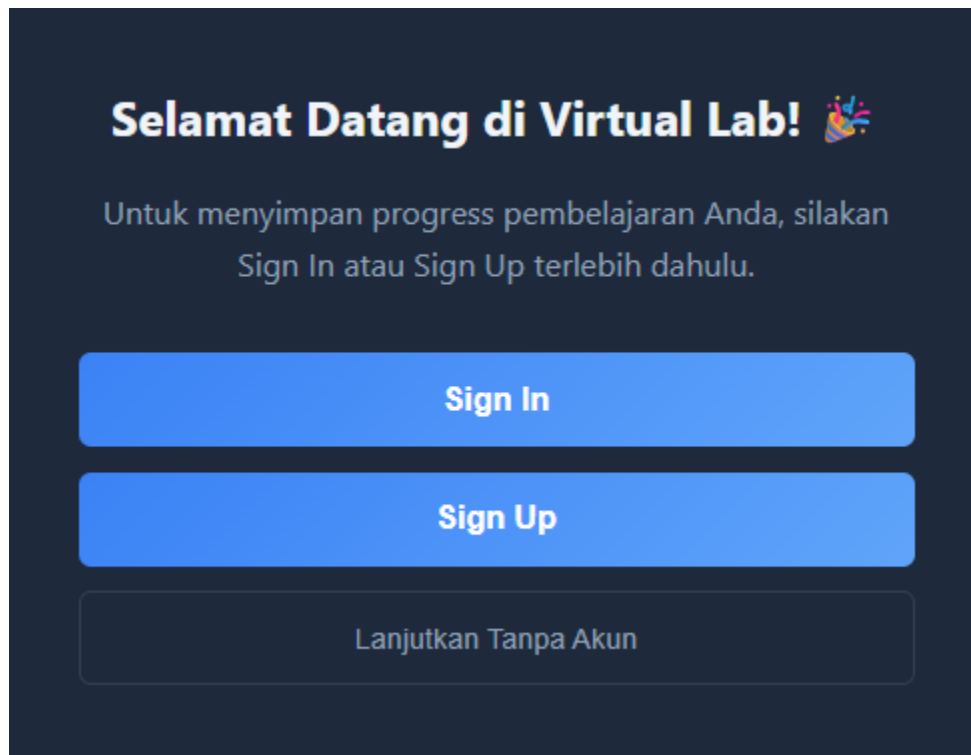 Selamat Datang di Virtual Lab! 🎉
Untuk menyimpan progress pembelajaran Anda, silakan
Sign In atau Sign Up terlebih dahulu.
Sign In
Sign Up
Lanjutkan Tanpa Akun